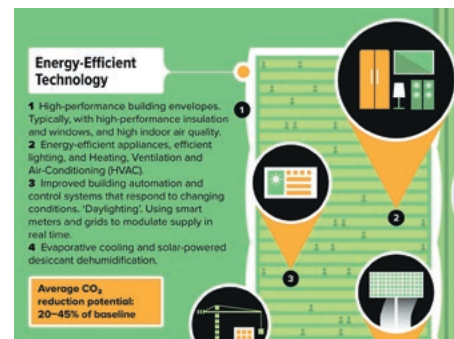 Energy-Efficient
Technology
1 High-performance building envelopes.
Typically, with high-performance insulation
and windows, and high indoor air quality.
2 Energy-efficient appliances, efficient
lighting, and Heating, Ventilation and
Air-Conditioning (HVAC).
3 Improved building automation and
control systems that respond to changing
conditions. ‘Daylighting’. Using smart
meters and grids to modulate supply in
real time.
4 Evaporative cooling and solar-powered
desiccant dehumidification.
Average CO₂
reduction potential:
20–45% of baseline
1
2
3